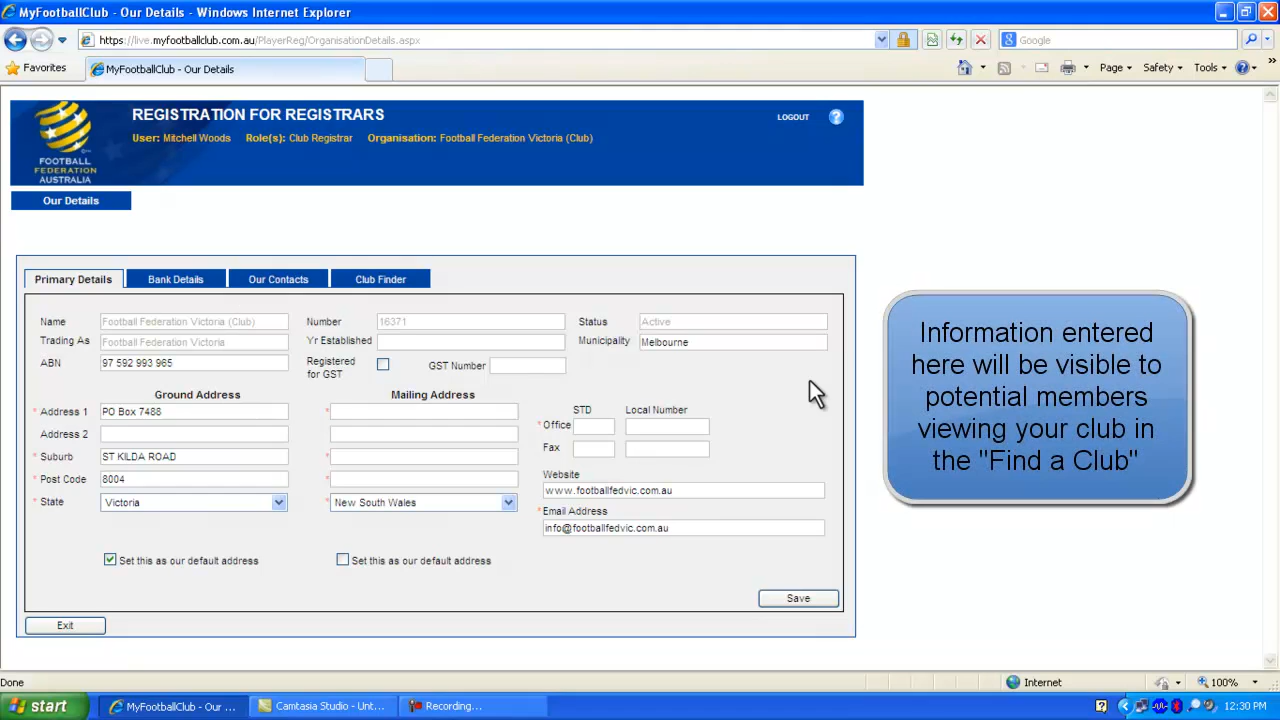 MyFootballClub - Our Details - Windows Internet Explorer
https://live.myfootballclub.com.au/PlayerReg/OrganisationDetails.aspx
Google
Favorites
MyFootballClub - Our Details
Page
Safety
Tools
REGISTRATION FOR REGISTRARS
User: Mitchell Woods Role(s): Club Registrar Organisation: Football Federation Victoria (Club)
LOGOUT
FOOTBALL
FEDERATION
AUSTRALIA
Our Details
Primary Details
Bank Details
Our Contacts
Club Finder
Name Football Federation Victoria (Club) Number 16371 Status Active
Trading As Football Federation Victoria Yr Established Municipality Melbourne
ABN 97 592 993 965 Registered for GST GST Number
Ground Address Mailing Address
STD Local Number
* Address 1 PO Box 7488 *
* Office
Address 2
Fax
* Suburb ST KILDA ROAD *
Website
* Post Code 8004 *
www.footballfedvic.com.au
* State Victoria * New South Wales
* Email Address
info@footballfedvic.com.au
Set this as our default address Set this as our default address
Save
Exit
Information entered
here will be visible to
potential members
viewing your club in
the "Find a Club"
Done
Internet
100%
start
MyFootballClub - Our ...
Camtasia Studio - Unt...
Recording...
12:30 PM